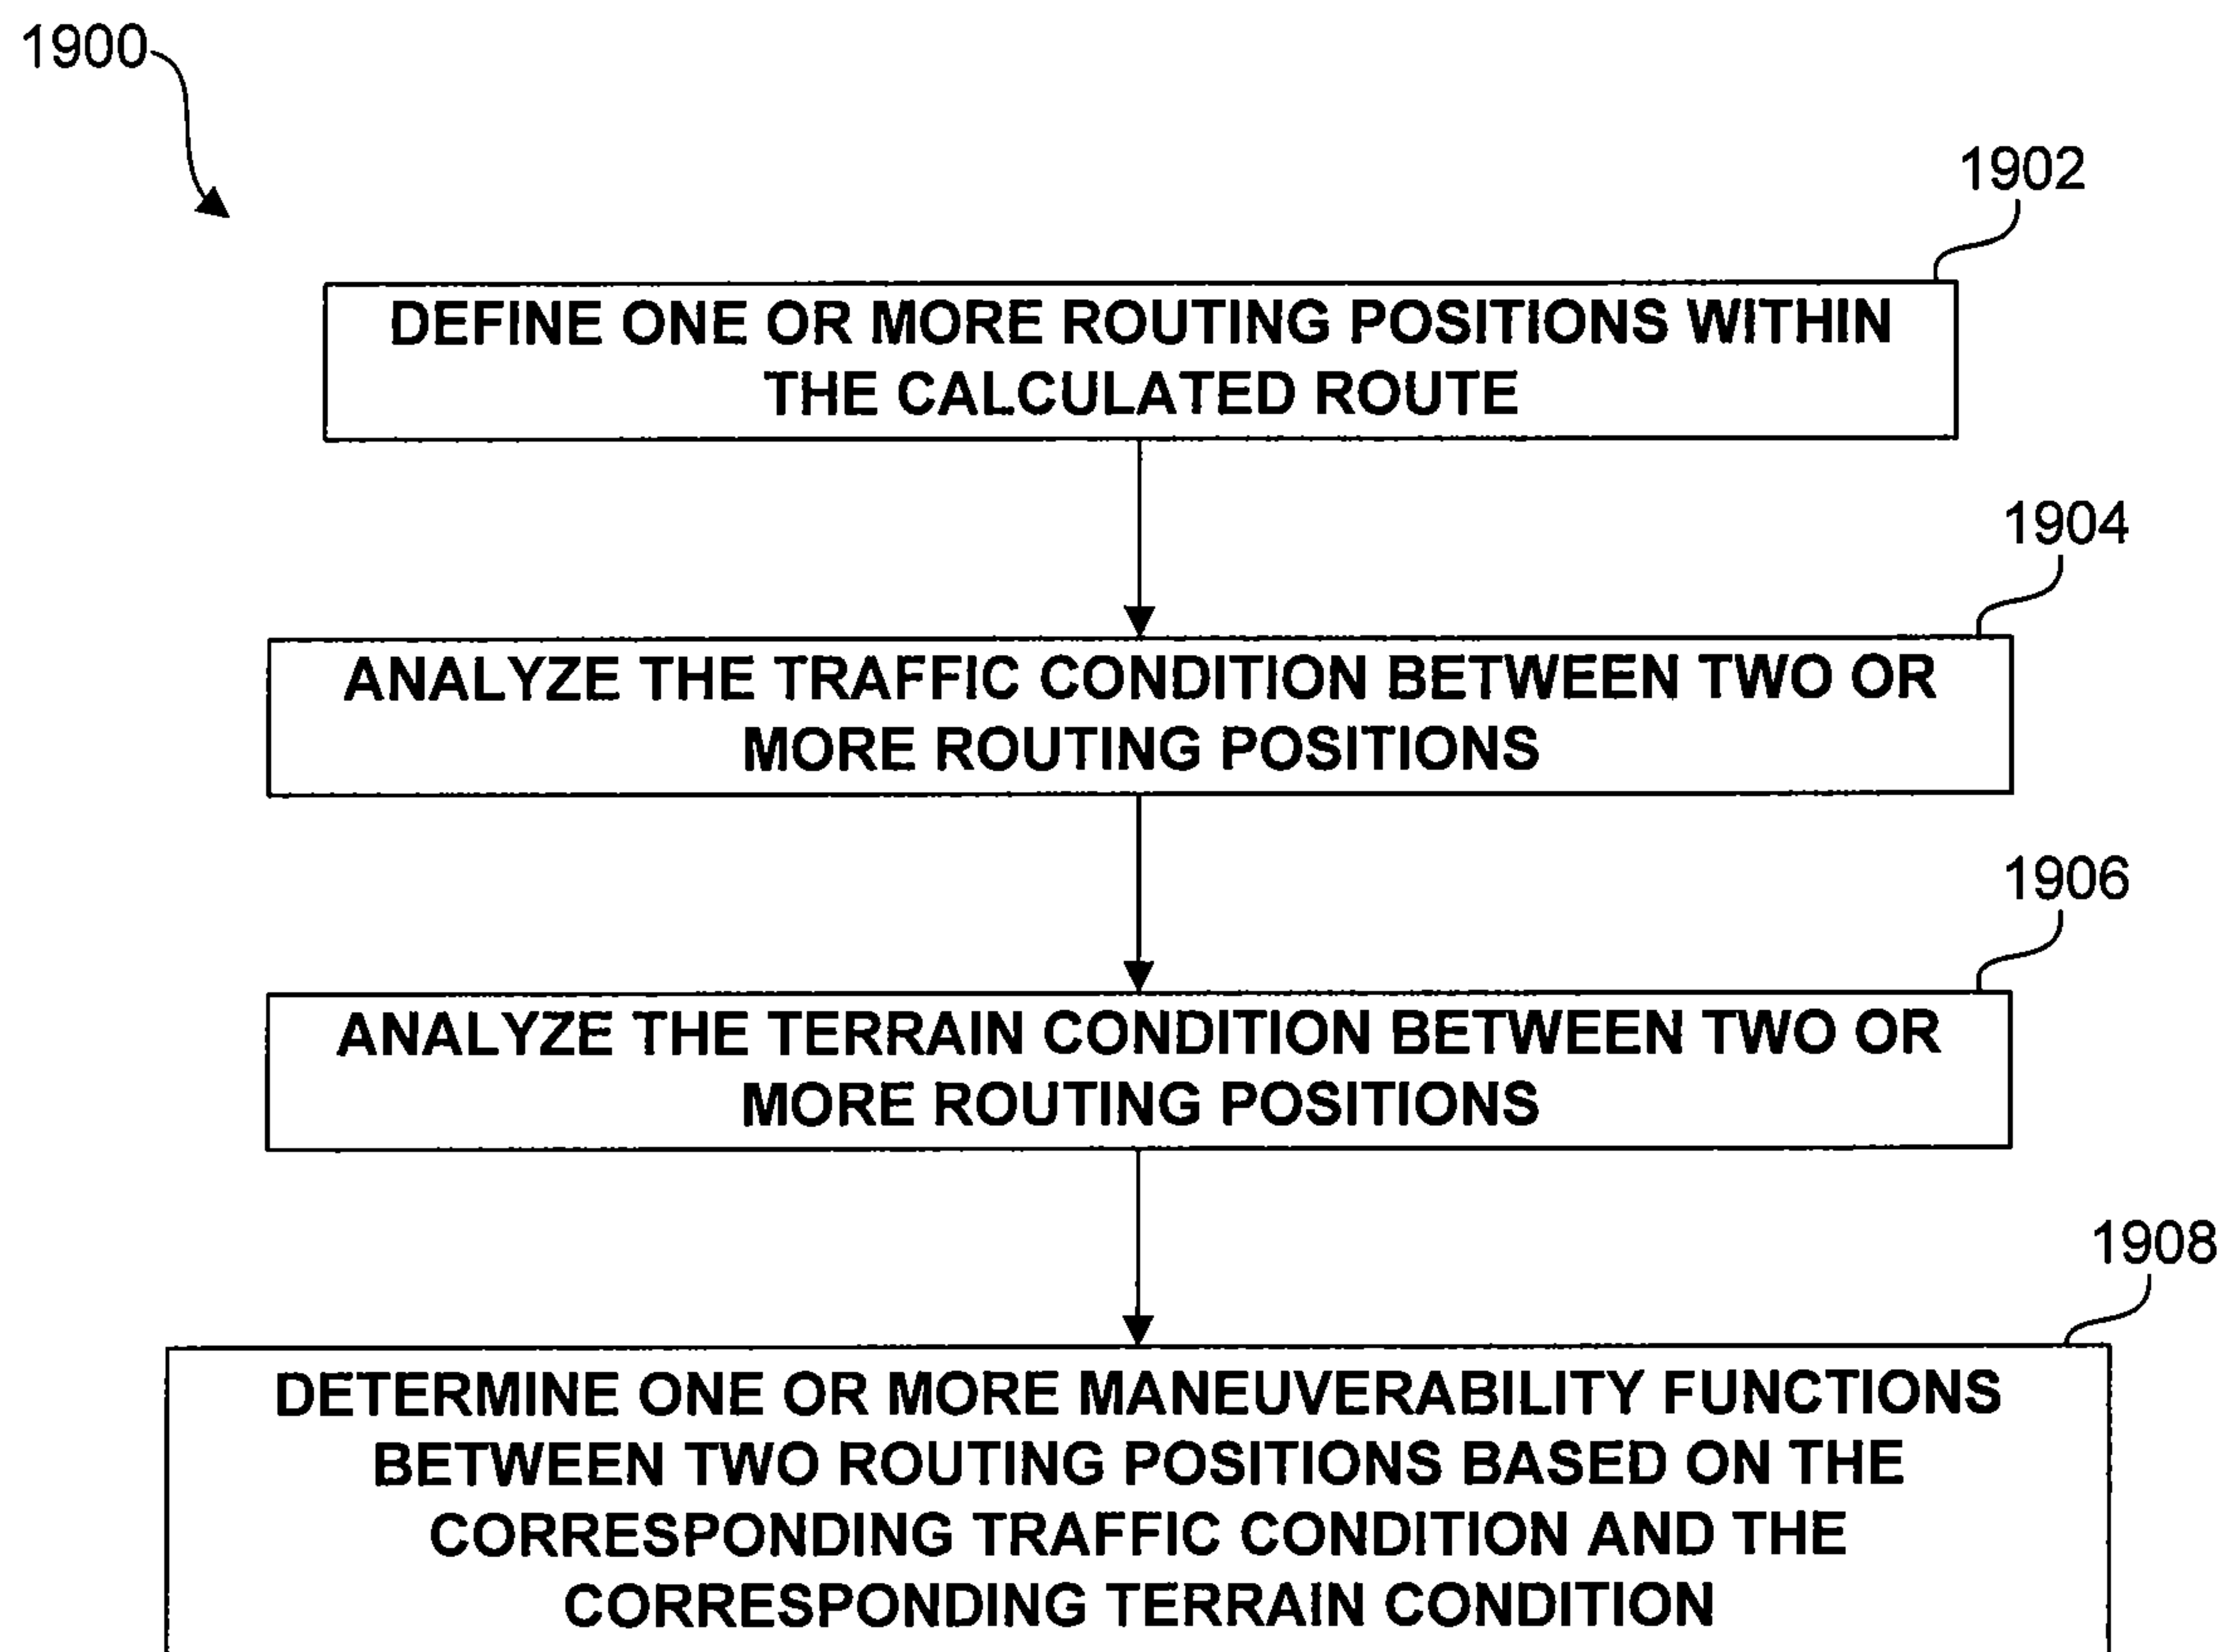 1900
1902
DEFINE ONE OR MORE ROUTING POSITIONS WITHIN
THE CALCULATED ROUTE
1904
ANALYZE THE TRAFFIC CONDITION BETWEEN TWO OR
MORE ROUTING POSITIONS
1906
ANALYZE THE TERRAIN CONDITION BETWEEN TWO OR
MORE ROUTING POSITIONS
1908
DETERMINE ONE OR MORE MANEUVERABILITY FUNCTIONS
BETWEEN TWO ROUTING POSITIONS BASED ON THE
CORRESPONDING TRAFFIC CONDITION AND THE
CORRESPONDING TERRAIN CONDITION